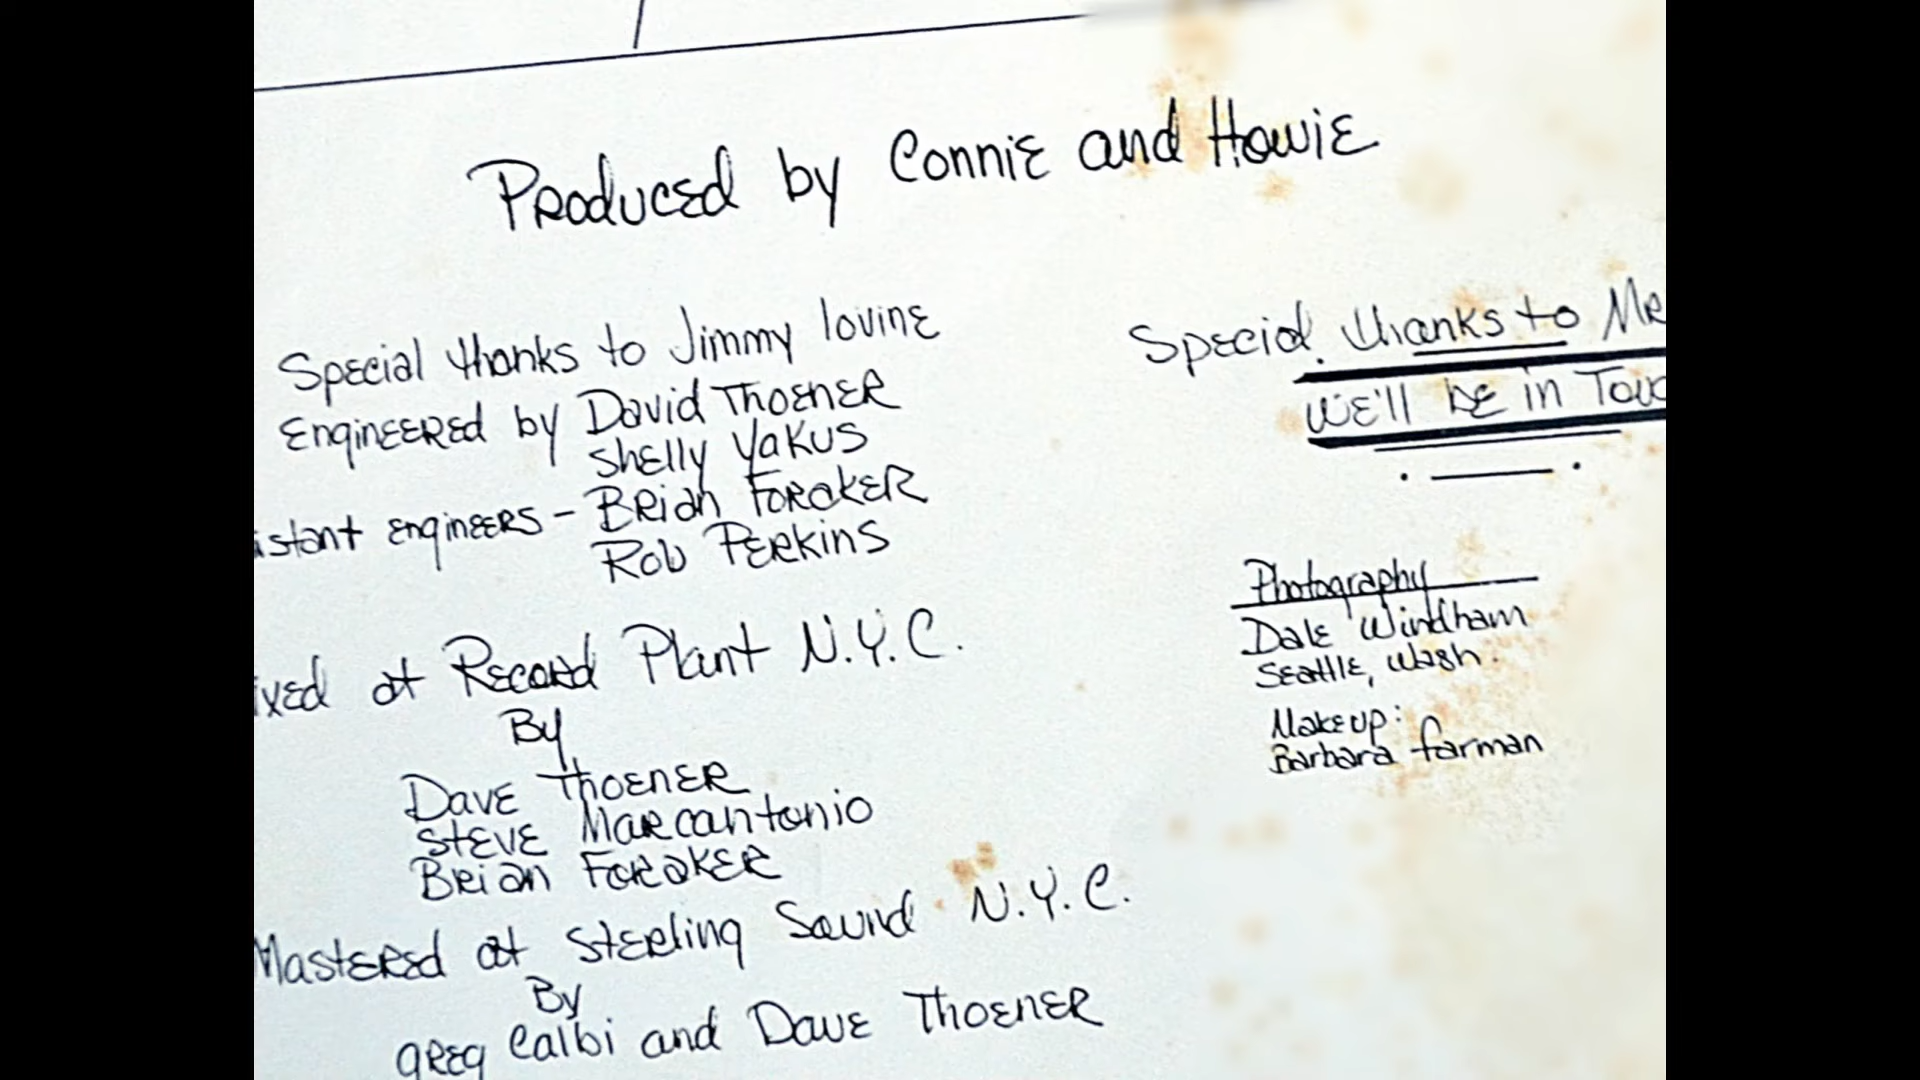 Produced by Connie and Howie
Special thanks to Jimmy Iovine
Engineered by David Thoener
Shelly Yakus
istant engineers - Brian Foraker
Rob Perkins
ixed at Record Plant N.Y.C.
By
Dave Thoener
Steve Marcantonio
Brian Foraker
Mastered at Sterling Sound N.Y.C.
By
Greg Calbi and Dave Thoener
Special thanks to
We'll be in
Photography
Dale Windham
Seattle, Wash.
Makeup:
Barbara Farman